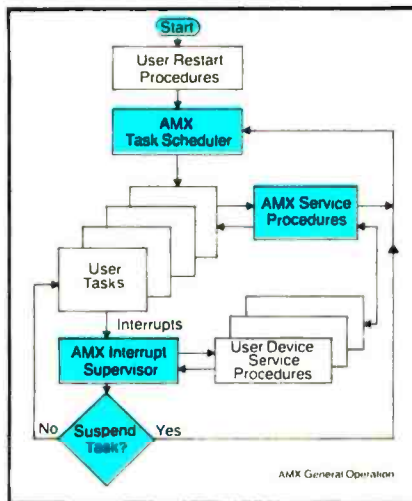 Start
User Restart
Procedures
AMX
Task Scheduler
AMX Service
Procedures
User
Tasks
Interrupts
AMX Interrupt
Supervisor
User Device
Service
Procedures
No
Suspend
Task?
Yes
AMX General Operation